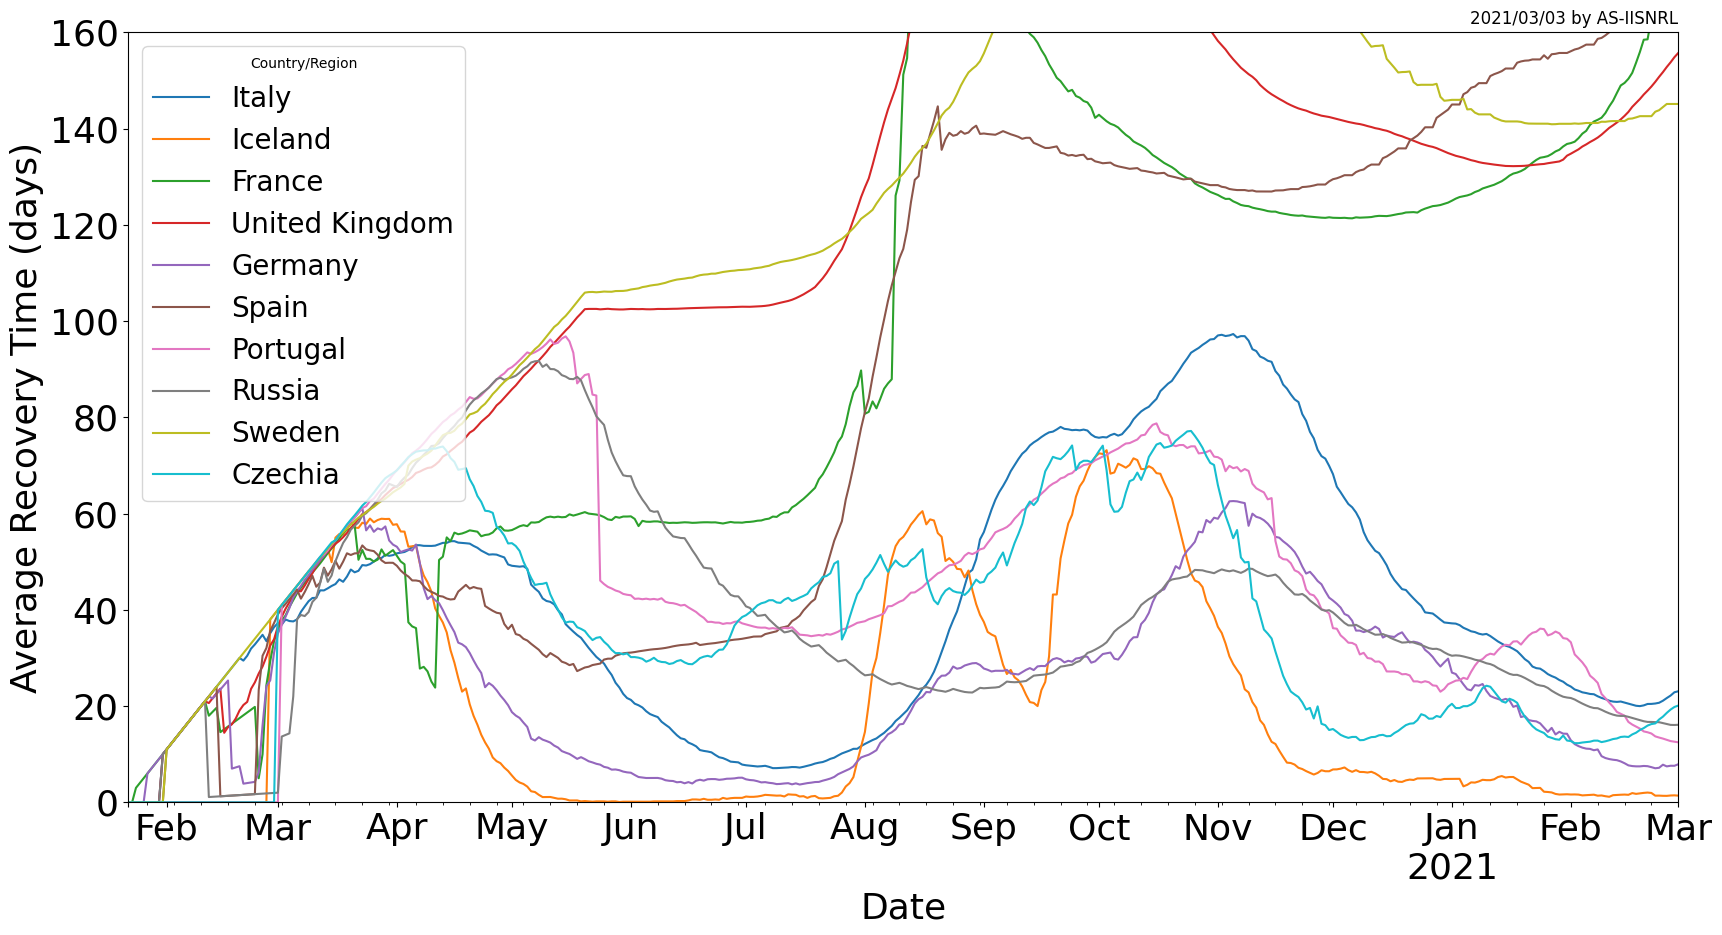 2021/03/03 by AS-IISNRL
Average Recovery Time (days)
160
140
120
100
80
60
40
20
0
Country/Region
Italy
Iceland
France
United Kingdom
Germany
Spain
Portugal
Russia
Sweden
Czechia
Feb Mar Apr May Jun Jul Aug Sep Oct Nov Dec Jan Feb Mar
2021
Date